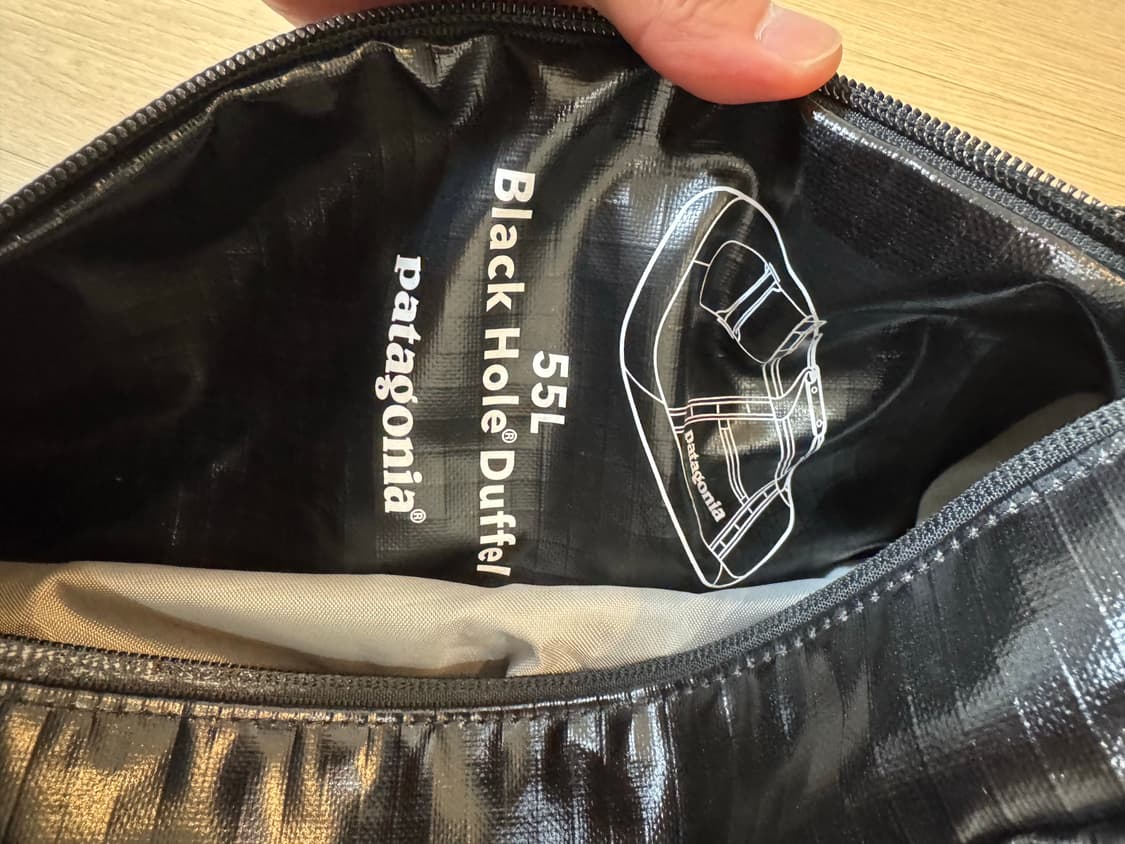 Patagonia
55L
Black Hole® Duffel
patagonia®